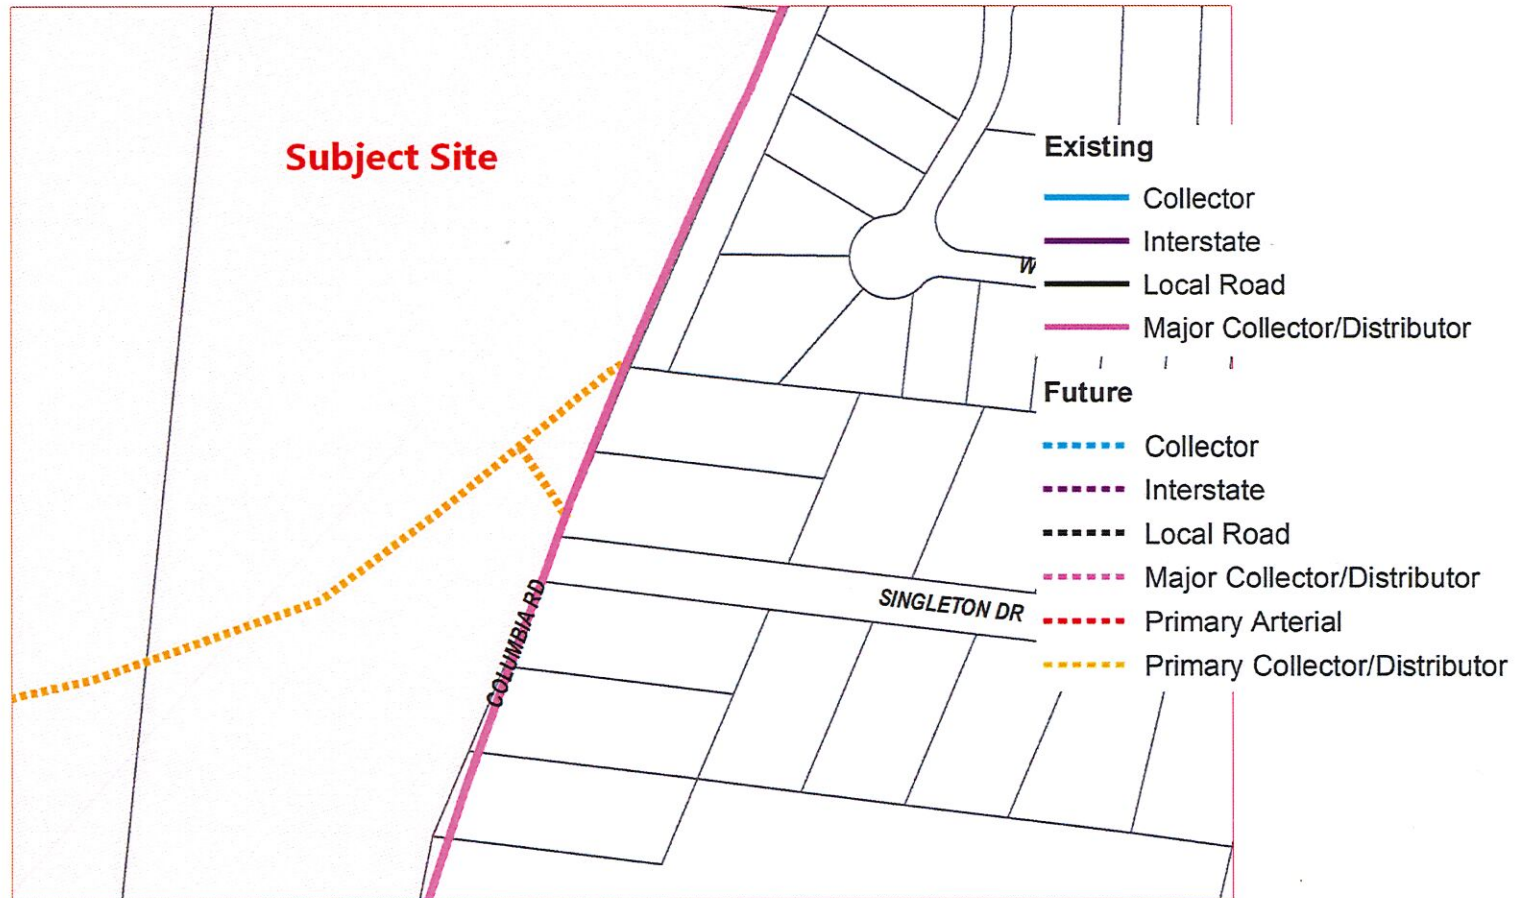 Subject Site
Existing
Collector
Interstate
W
Local Road
Major Collector/Distributor
Future
Collector
Interstate
Local Road
Major Collector/Distributor
Primary Arterial
Primary Collector/Distributor
SINGLETON DR
COLUMBIA RD